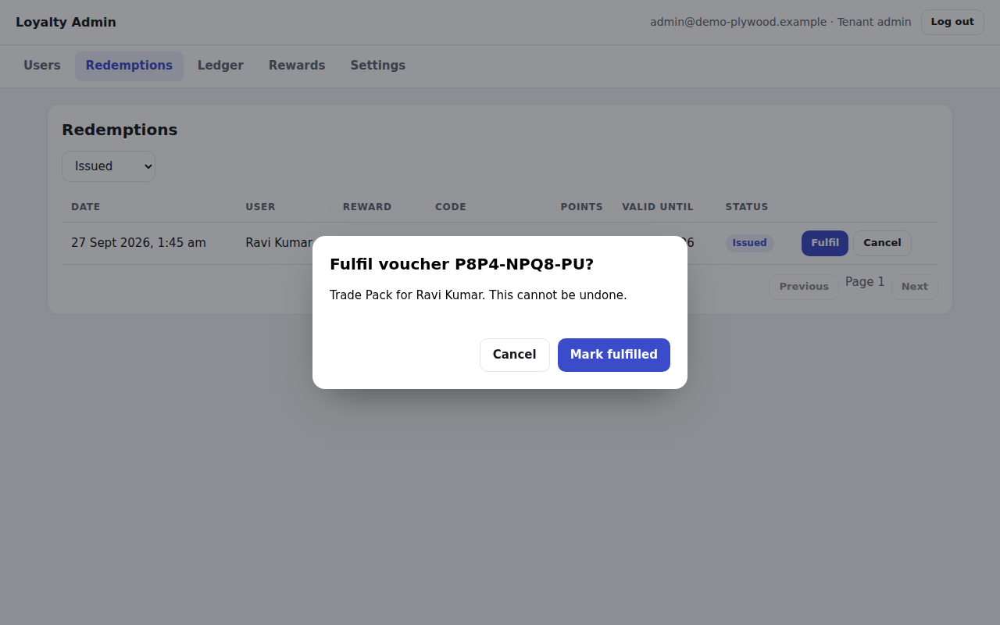 Loyalty Admin
admin@demo-plywood.example · Tenant admin
Log out
Users
Redemptions
Ledger
Rewards
Settings
Redemptions
Issued
DATE USER REWARD CODE POINTS VALID UNTIL STATUS
27 Sept 2026, 1:45 am Ravi Kumar Issued Fulfil Cancel
Previous Page 1 Next
Fulfil voucher P8P4-NPQ8-PU?
Trade Pack for Ravi Kumar. This cannot be undone.
Cancel
Mark fulfilled